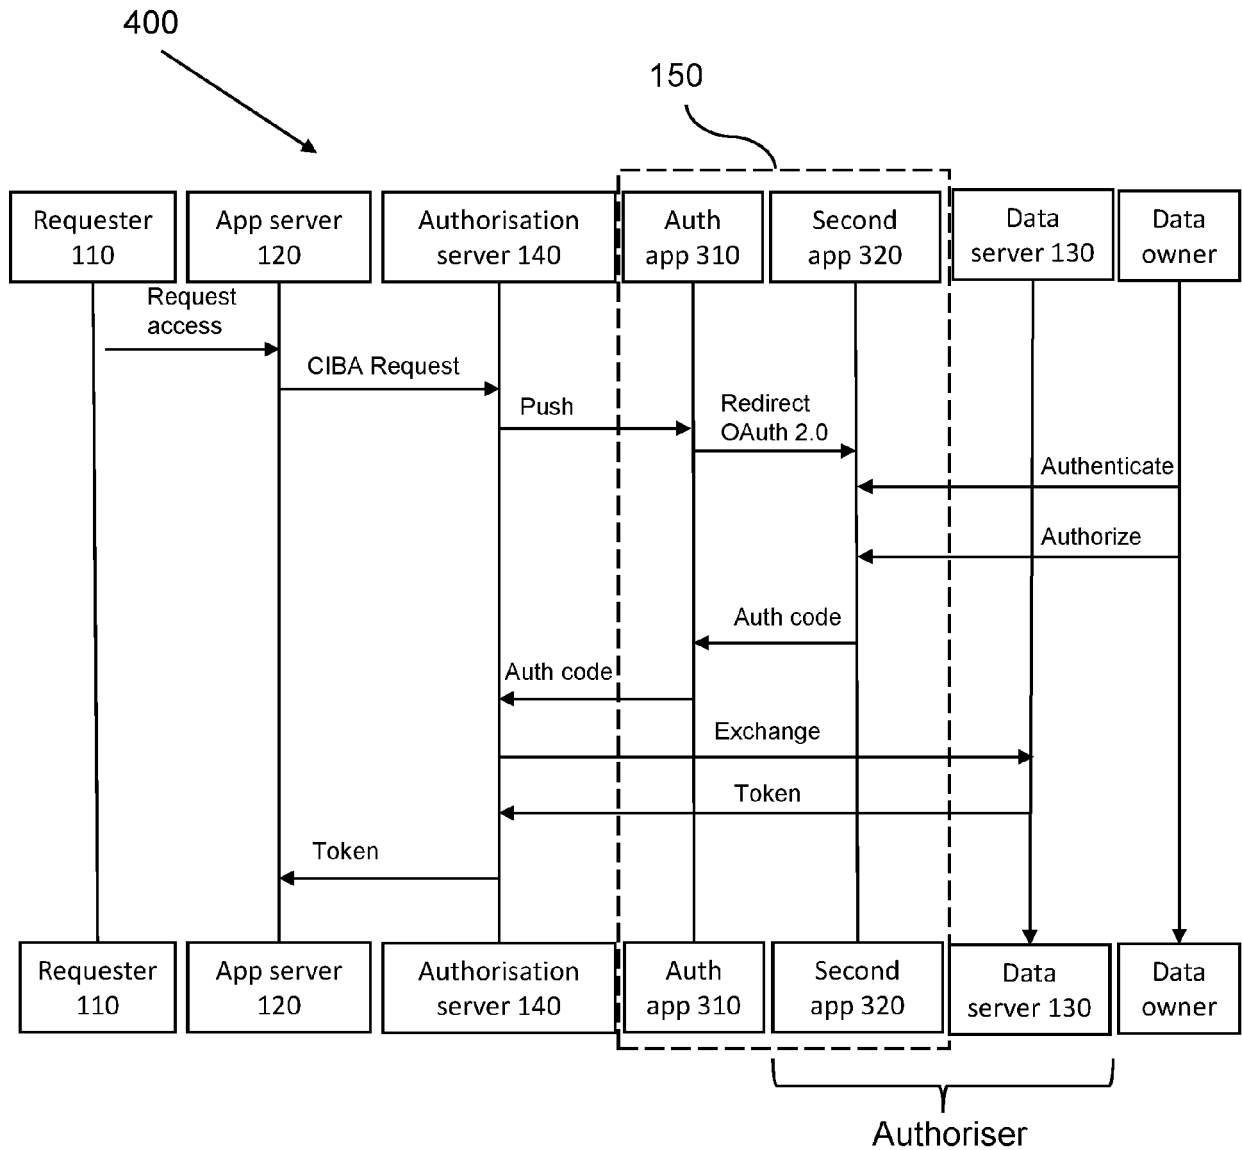 400
150
Requester
110
App server
120
Authorisation
server 140
Auth
app 310
Second
app 320
Data
server 130
Data
owner
Request
access
CIBA Request
Push
Redirect
OAuth 2.0
Authenticate
Authorize
Auth code
Auth code
Exchange
Token
Token
Requester
110
App server
120
Authorisation
server 140
Auth
app 310
Second
app 320
Data
server 130
Data
owner
Authoriser